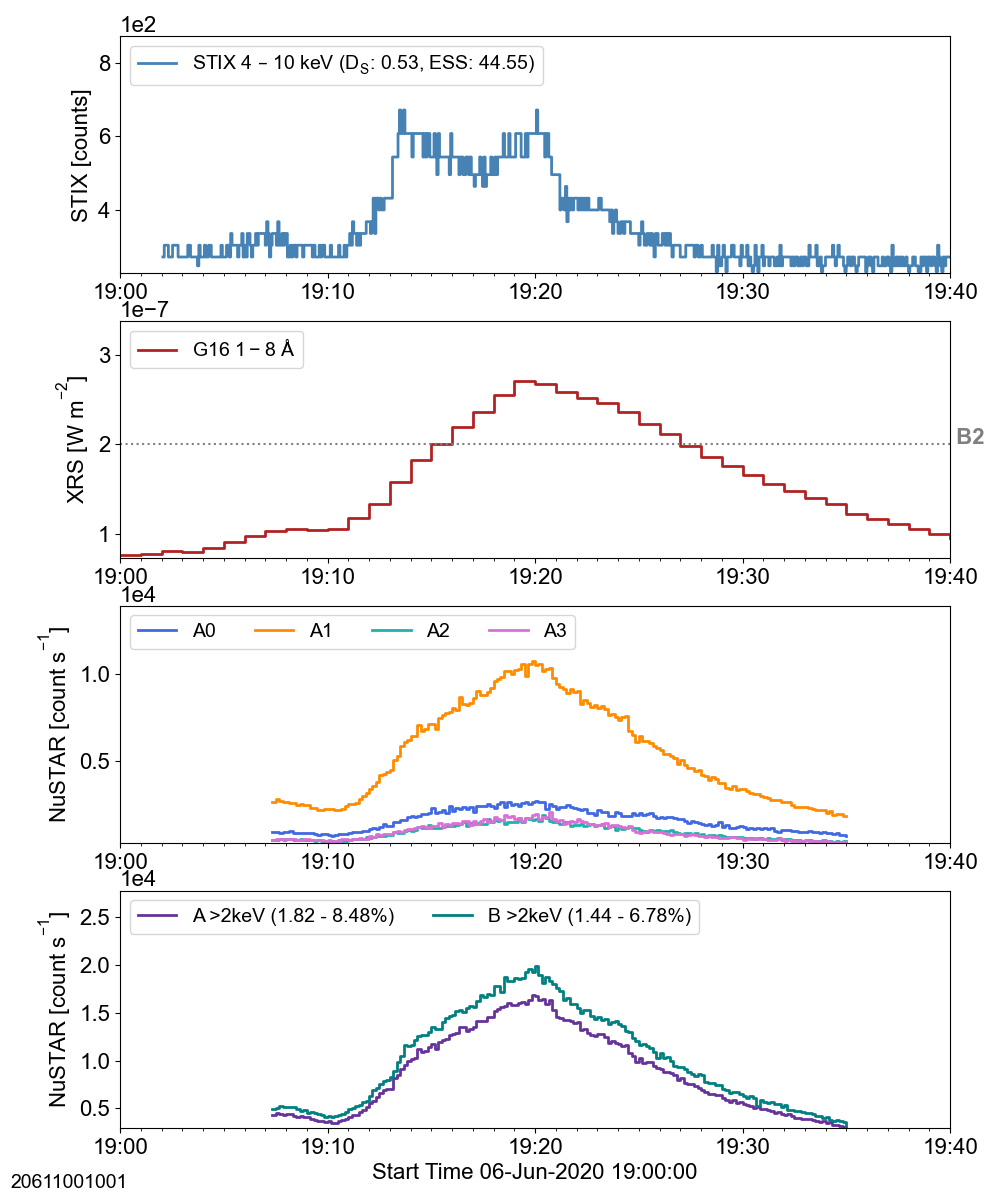 1e2
STIX 4 – 10 keV (D_S: 0.53, ESS: 44.55)
8
6
4
STIX [counts]
19:00 19:10 19:20 19:30 19:40
1e−7
G16 1 – 8 Å
3
2
1
B2
XRS [W m⁻²]
19:00 19:10 19:20 19:30 19:40
1e4
A0 A1 A2 A3
1.0
0.5
NuSTAR [count s⁻¹]
19:00 19:10 19:20 19:30 19:40
1e4
A >2keV (1.82 - 8.48%) B >2keV (1.44 - 6.78%)
2.5
2.0
1.5
1.0
0.5
NuSTAR [count s⁻¹]
19:00 19:10 19:20 19:30 19:40
Start Time 06-Jun-2020 19:00:00
20611001001